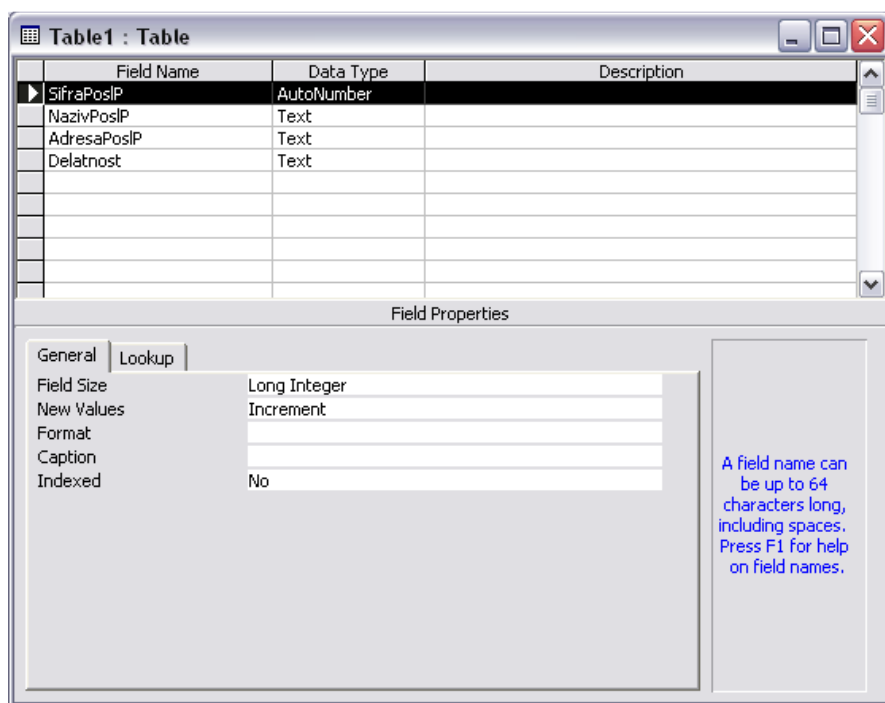 Table1 : Table
Field Name Data Type Description
SifraPoslP AutoNumber
NazivPoslP Text
AdresaPoslP Text
Delatnost Text
Field Properties
General Lookup
Field Size Long Integer
New Values Increment
Format
Caption
Indexed No
A field name can
be up to 64
characters long,
including spaces.
Press F1 for help
on field names.